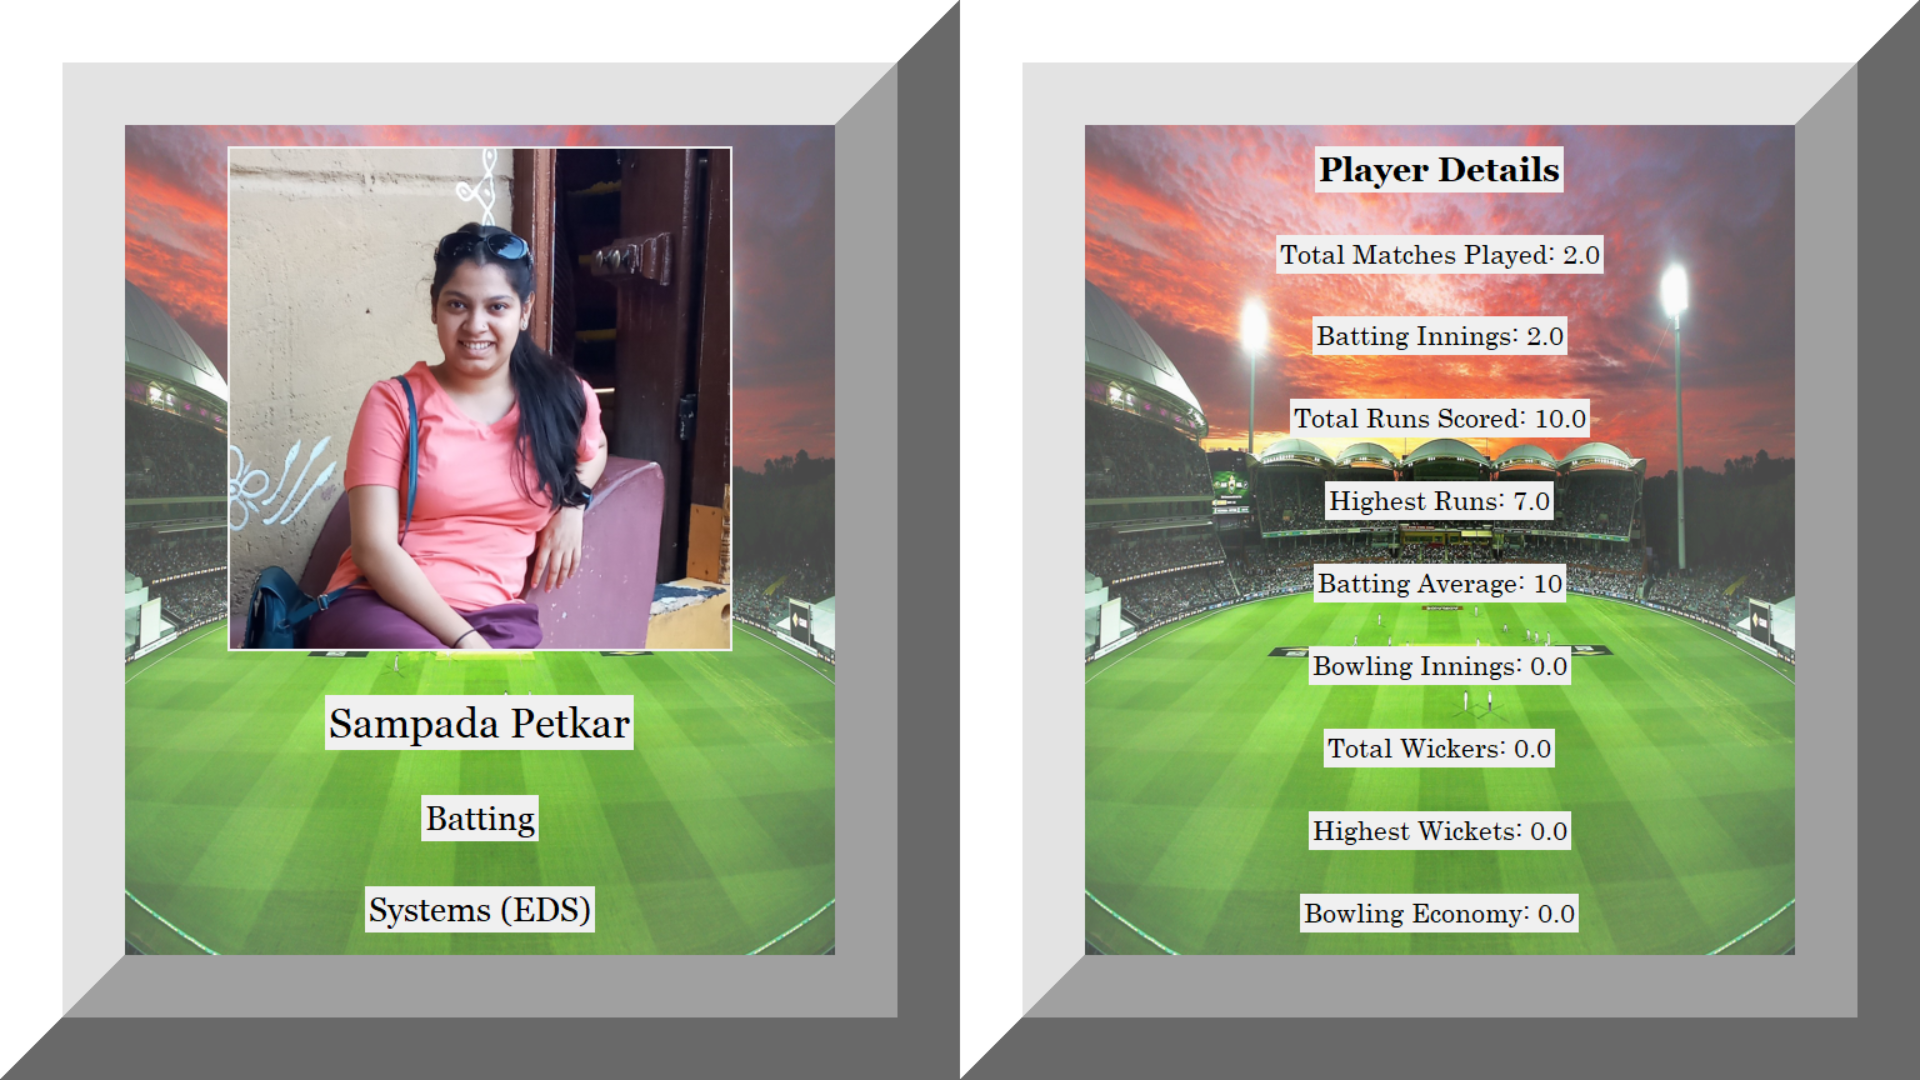 Sampada Petkar
Batting
Systems (EDS)
Player Details
Total Matches Played: 2.0
Batting Innings: 2.0
Total Runs Scored: 10.0
Highest Runs: 7.0
Batting Average: 10
Bowling Innings: 0.0
Total Wickers: 0.0
Highest Wickets: 0.0
Bowling Economy: 0.0